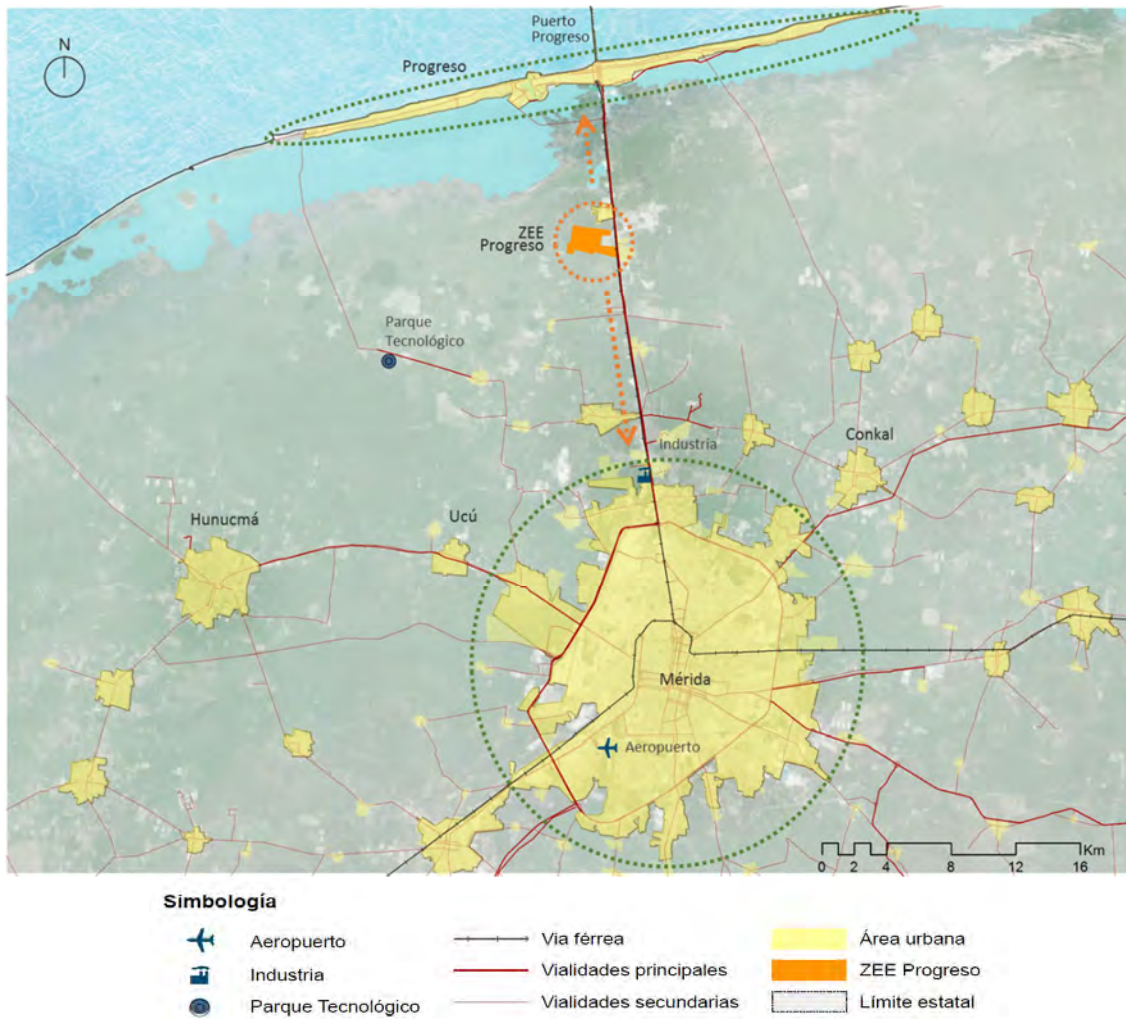 Puerto
Progreso
N
Progreso
ZEE
Progreso
Parque
Tecnológico
Industria
Conkal
Hunucmá
Ucú
Mérida
Aeropuerto
Km
0 2 4 8 12 16
Simbología
Aeropuerto
Industria
Parque Tecnológico
Via férrea
Vialidades principales
Vialidades secundarias
Área urbana
ZEE Progreso
Límite estatal